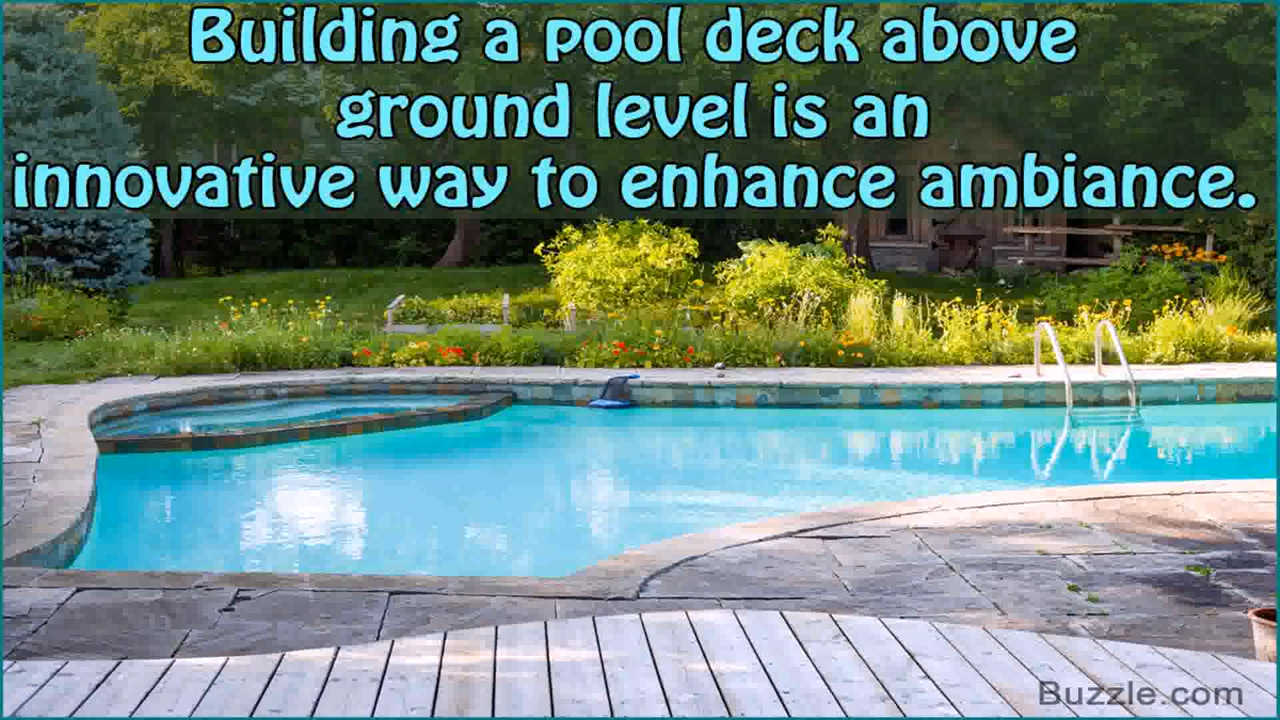 Building a pool deck above
ground level is an
innovative way to enhance ambiance.
Buzzle.com